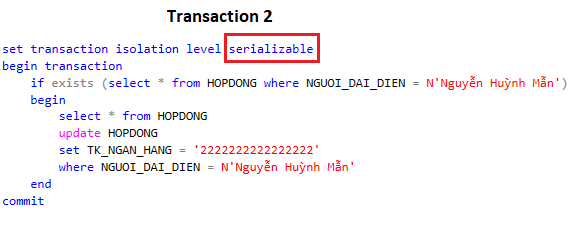 Transaction 2
set transaction isolation level serializable
begin transaction
if exists (select * from HOPDONG where NGUOI_DAI_DIEN = N'Nguyễn Huỳnh Mẫn')
begin
select * from HOPDONG
update HOPDONG
set TK_NGAN_HANG = '2222222222222222'
where NGUOI_DAI_DIEN = N'Nguyễn Huỳnh Mẫn'
end
commit